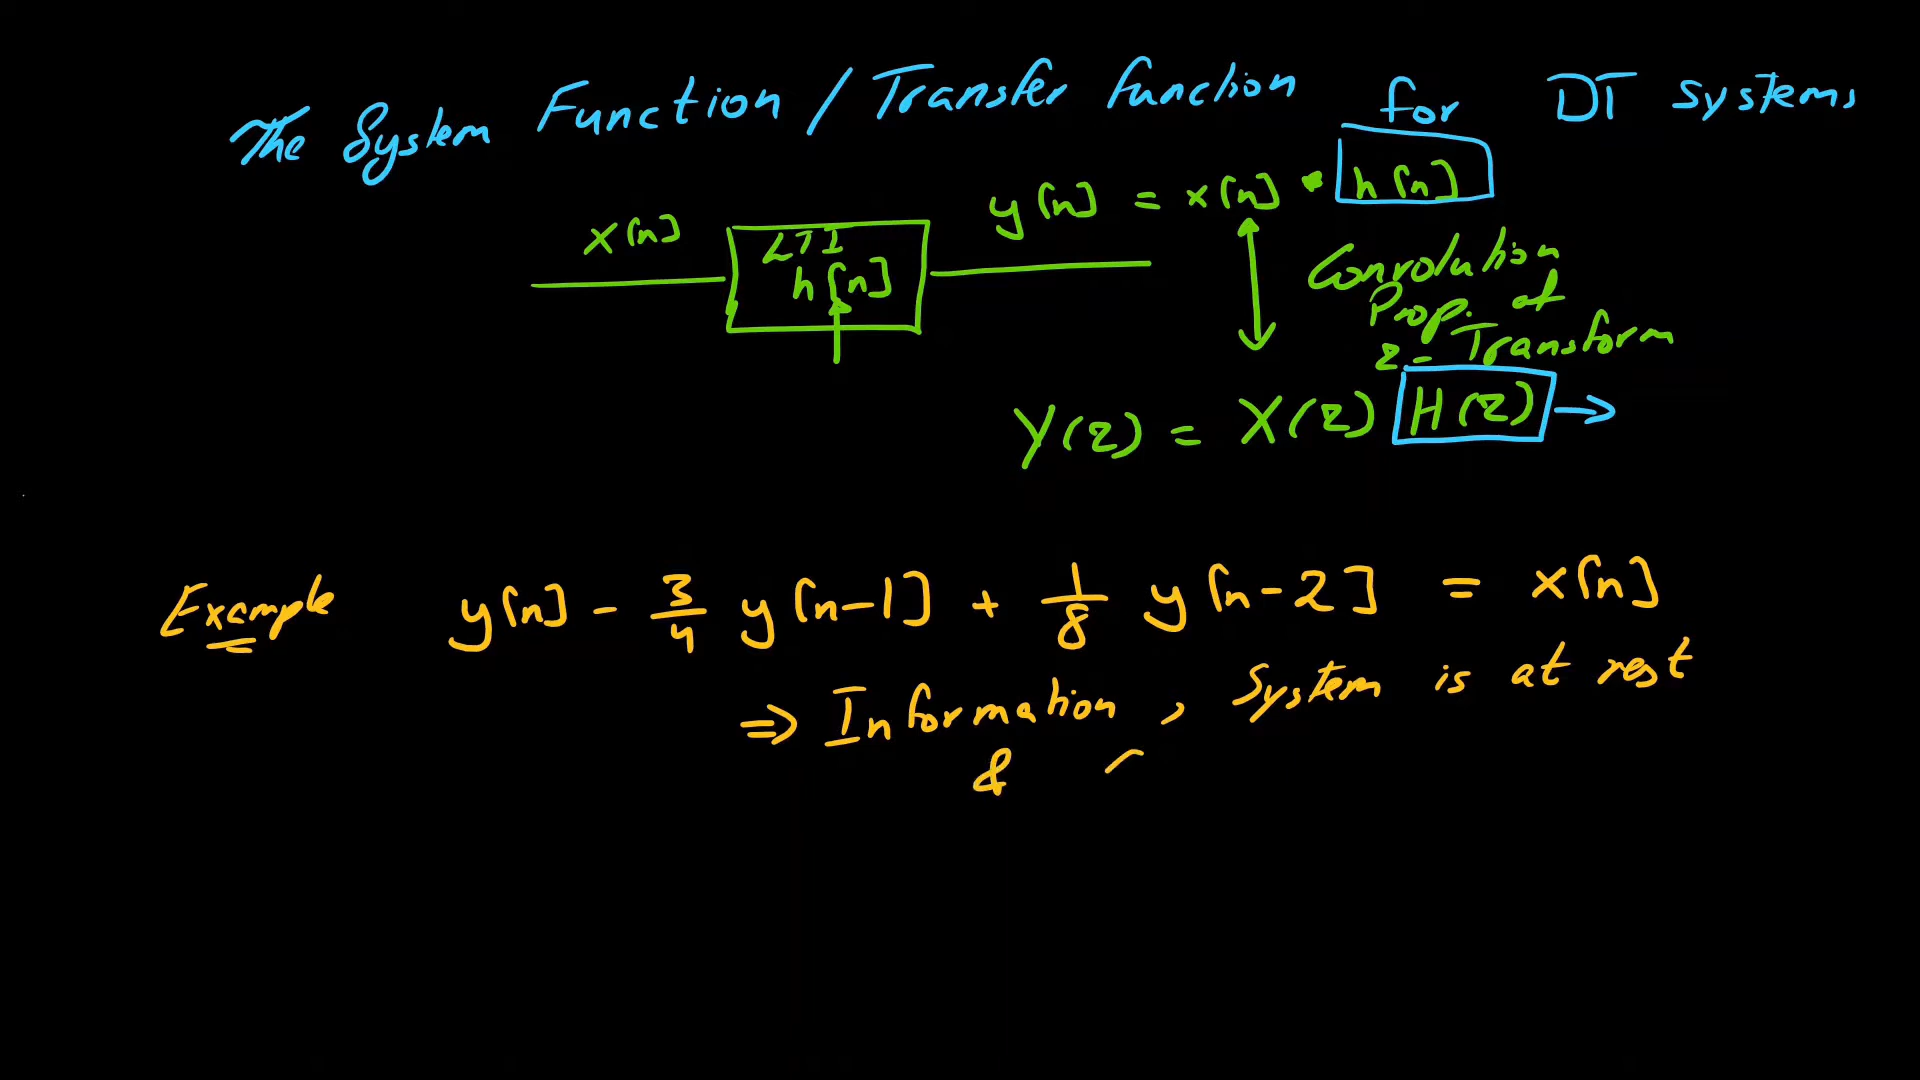 The System Function / Transfer function for DT Systems
x[n] LTI h[n] y[n] = x[n] * h[n]
Convolution
Prop. of
z-Transform
Y(z) = X(z) H(z) →
Example y[n] - 3/4 y[n-1] + 1/8 y[n-2] = x[n]
⇒ Information, System is at rest
&